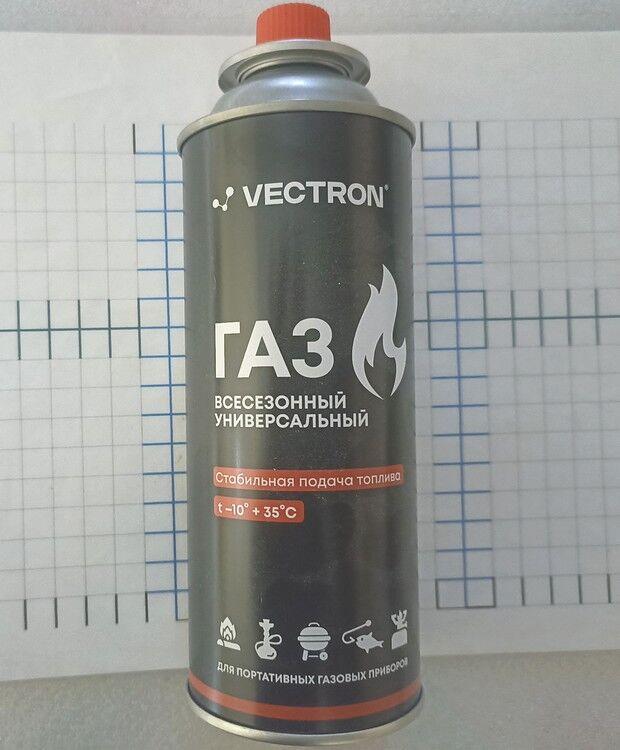 VECTRON®
ГАЗ
ВСЕСЕЗОННЫЙ
УНИВЕРСАЛЬНЫЙ
Стабильная подача топлива
t −10° + 35°C
ДЛЯ ПОРТАТИВНЫХ ГАЗОВЫХ ПРИБОРОВ